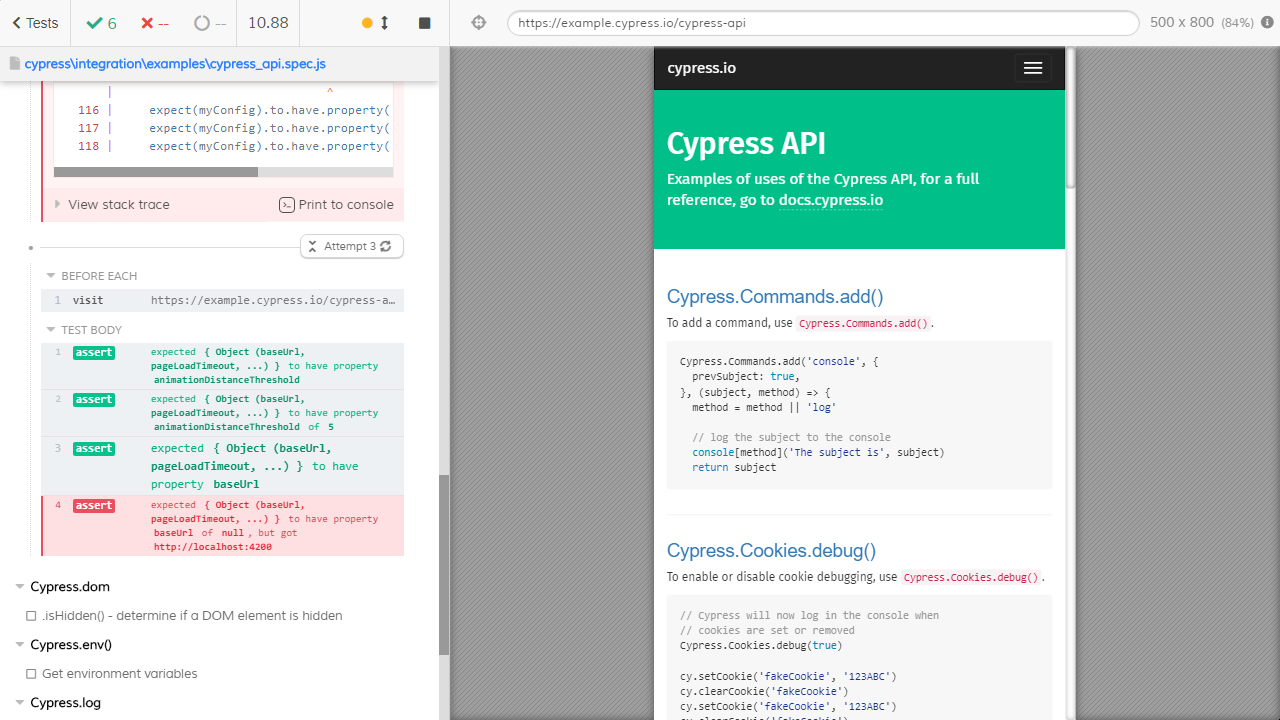 Tests
6
--
--
10.88
https://example.cypress.io/cypress-api
500 x 800 (84%)
cypress\integration\examples\cypress_api.spec.js
| ^
116 | expect(myConfig).to.have.property(
117 | expect(myConfig).to.have.property(
118 | expect(myConfig).to.have.property(
View stack trace
Print to console
Attempt 3
BEFORE EACH
1 visit https://example.cypress.io/cypress-a...
TEST BODY
1 assert expected { Object (baseUrl,
pageLoadTimeout, ...) } to have property
animationDistanceThreshold
2 assert expected { Object (baseUrl,
pageLoadTimeout, ...) } to have property
animationDistanceThreshold of 5
3 assert expected { Object (baseUrl,
pageLoadTimeout, ...) } to have
property baseUrl
4 assert expected { Object (baseUrl,
pageLoadTimeout, ...) } to have property
baseUrl of null, but got
http://localhost:4200
Cypress.dom
.isHidden() - determine if a DOM element is hidden
Cypress.env()
Get environment variables
Cypress.log
cypress.io
Cypress API
Examples of uses of the Cypress API, for a full
reference, go to docs.cypress.io
Cypress.Commands.add()
To add a command, use Cypress.Commands.add().
Cypress.Commands.add('console', {
prevSubject: true,
}, (subject, method) => {
method = method || 'log'
// log the subject to the console
console[method]('The subject is', subject)
return subject
Cypress.Cookies.debug()
To enable or disable cookie debugging, use Cypress.Cookies.debug().
// Cypress will now log in the console when
// cookies are set or removed
Cypress.Cookies.debug(true)
cy.setCookie('fakeCookie', '123ABC')
cy.clearCookie('fakeCookie')
cy.setCookie('fakeCookie', '123ABC')
cy.clearCookie('fakeCookie')